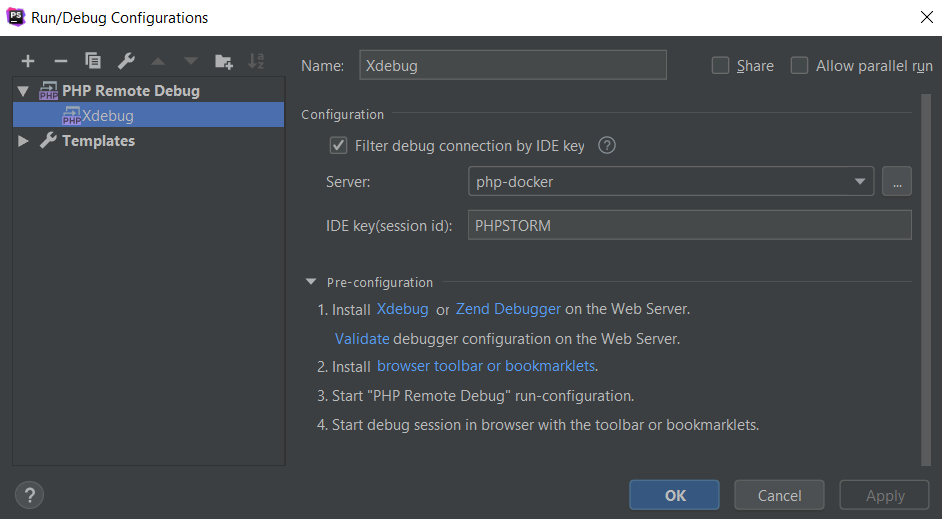 PS Run/Debug Configurations
Name: Xdebug Share Allow parallel run
PHP PHP Remote Debug
PHP Xdebug
Templates
Configuration
Filter debug connection by IDE key ?
Server: php-docker ...
IDE key(session id): PHPSTORM
Pre-configuration
1. Install Xdebug or Zend Debugger on the Web Server.
Validate debugger configuration on the Web Server.
2. Install browser toolbar or bookmarklets.
3. Start "PHP Remote Debug" run-configuration.
4. Start debug session in browser with the toolbar or bookmarklets.
? OK Cancel Apply